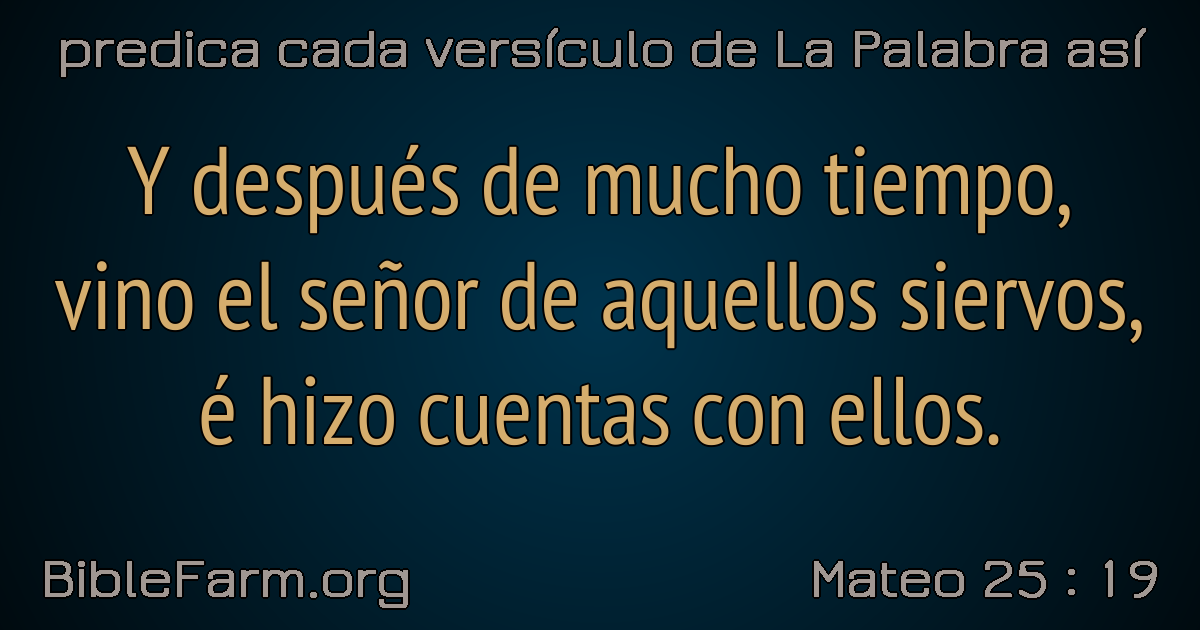 predica cada versículo de La Palabra así
Y después de mucho tiempo,
vino el señor de aquellos siervos,
é hizo cuentas con ellos.
BibleFarm.org
Mateo 25 : 19